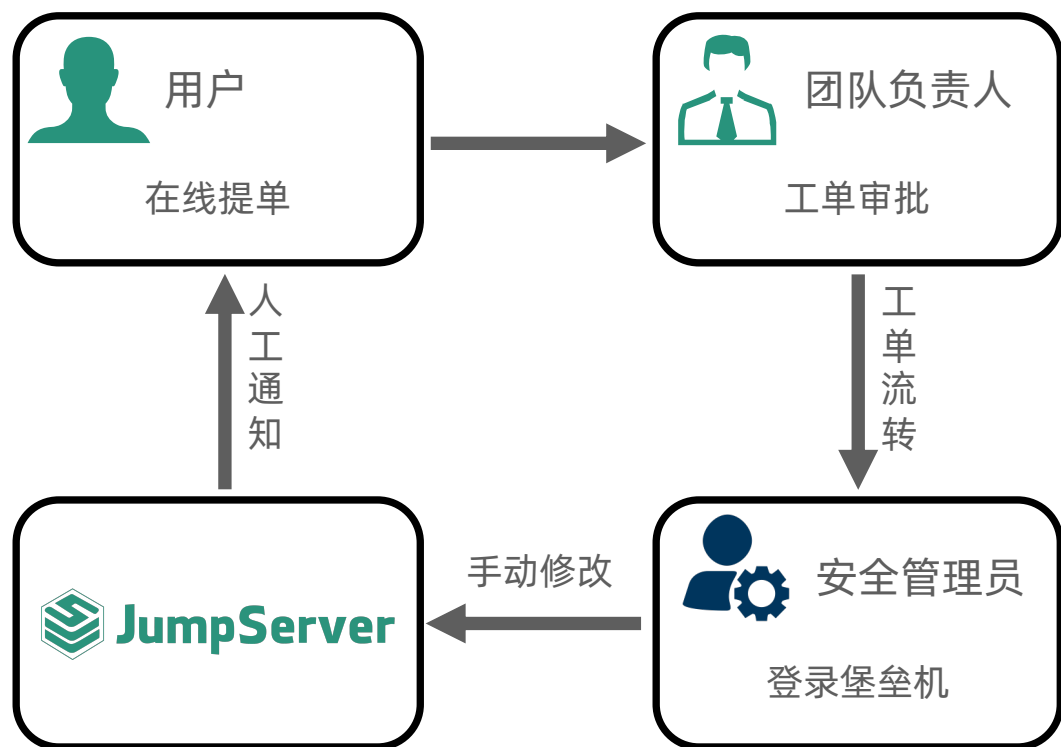 用户
在线提单
团队负责人
工单审批
人工通知
工单流转
JumpServer
手动修改
安全管理员
登录堡垒机